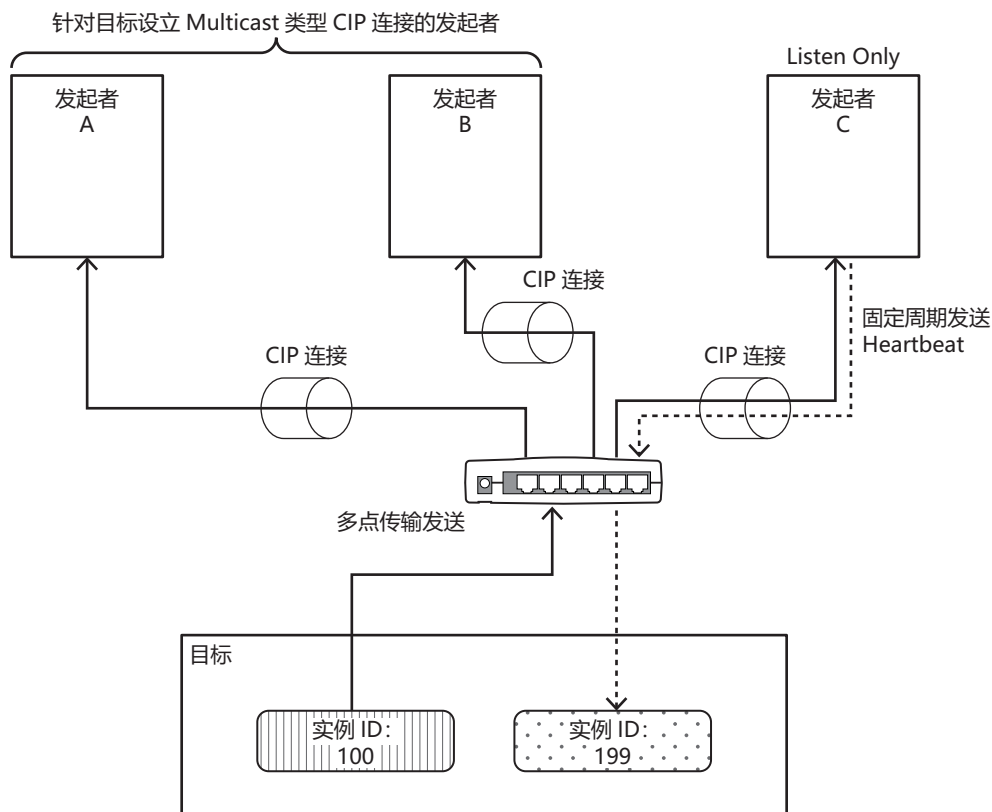 针对目标设立 Multicast 类型 CIP 连接的发起者
Listen Only
发起者
A
发起者
B
发起者
C
CIP 连接
固定周期发送
Heartbeat
CIP 连接
CIP 连接
多点传输发送
目标
实例 ID：
100
实例 ID：
199